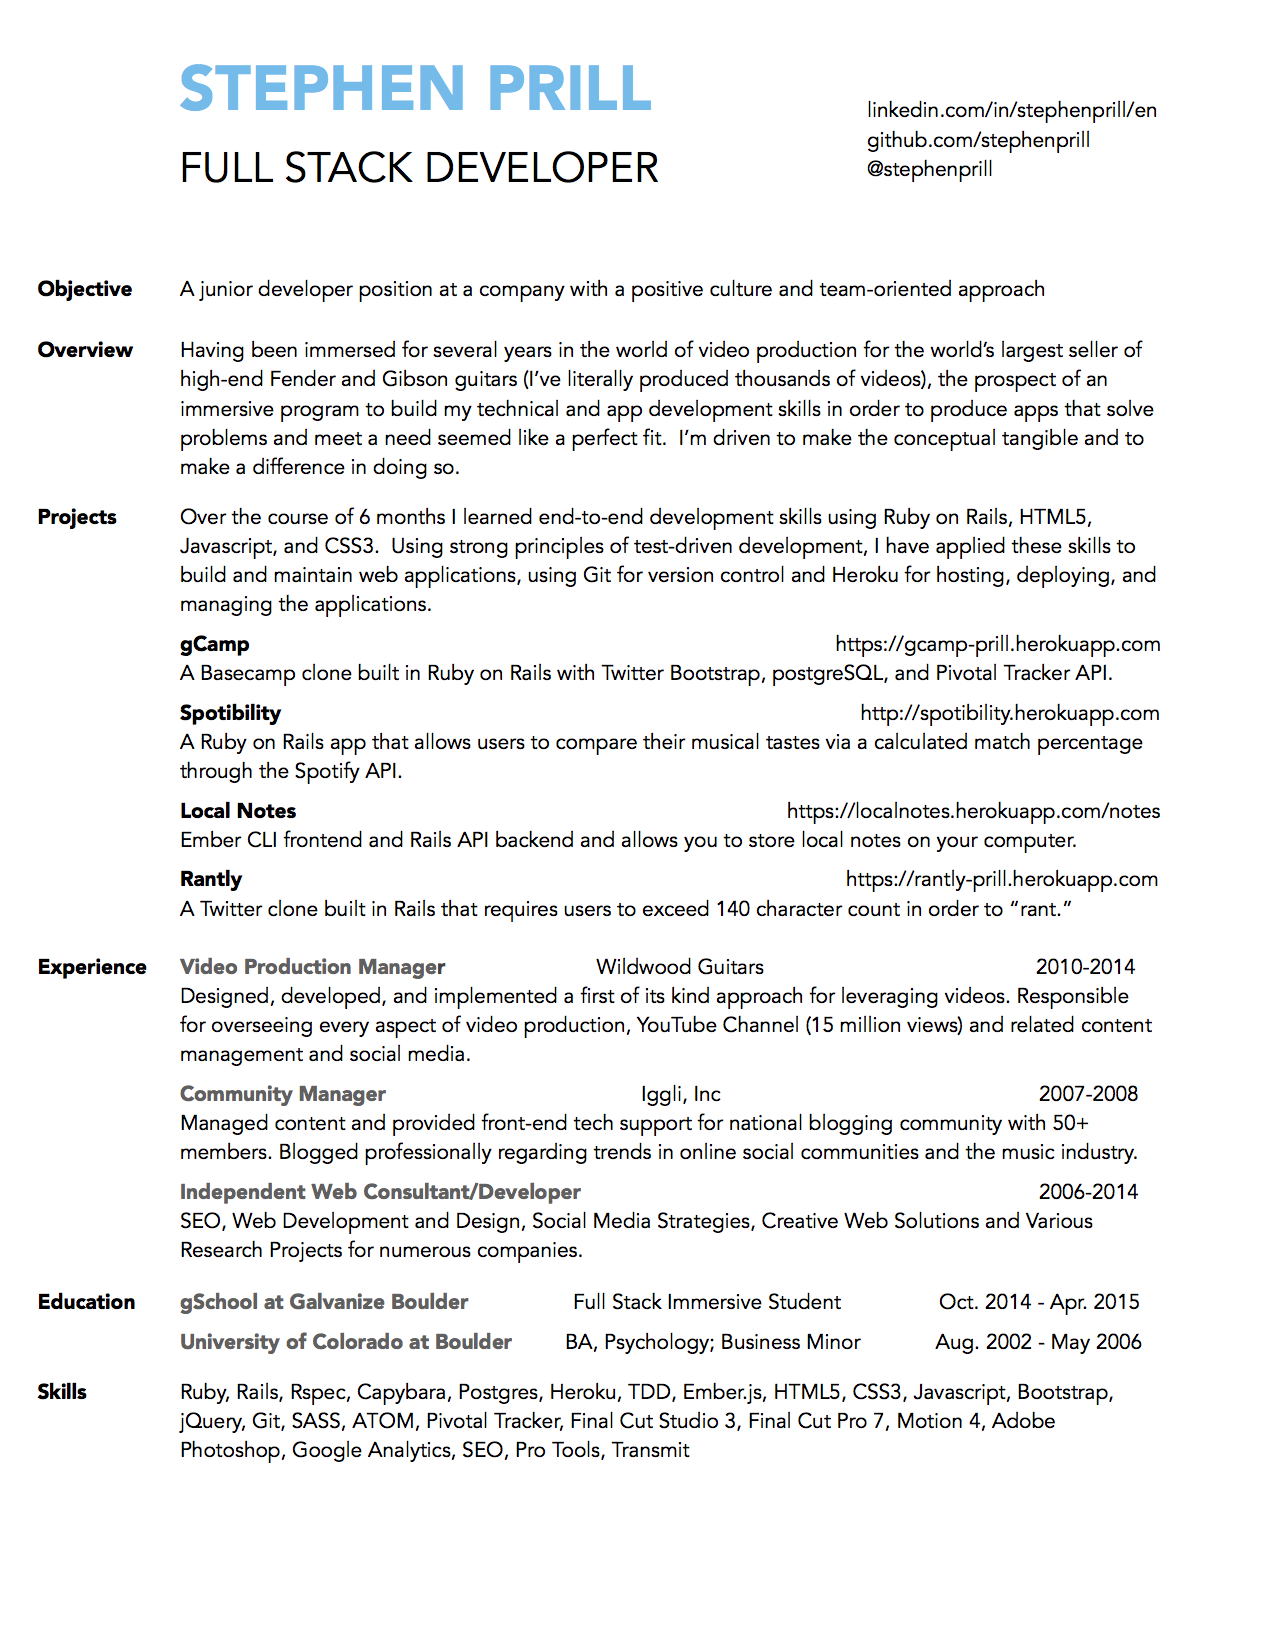 STEPHEN PRILL
FULL STACK DEVELOPER
linkedin.com/in/stephenprill/en
github.com/stephenprill
@stephenprill
Objective A junior developer position at a company with a positive culture and team-oriented approach
Overview Having been immersed for several years in the world of video production for the world’s largest seller of
high-end Fender and Gibson guitars (I’ve literally produced thousands of videos), the prospect of an
immersive program to build my technical and app development skills in order to produce apps that solve
problems and meet a need seemed like a perfect fit.  I’m driven to make the conceptual tangible and to
make a difference in doing so.
Projects Over the course of 6 months I learned end-to-end development skills using Ruby on Rails, HTML5,
Javascript, and CSS3.  Using strong principles of test-driven development, I have applied these skills to
build and maintain web applications, using Git for version control and Heroku for hosting, deploying, and
managing the applications.
gCamp https://gcamp-prill.herokuapp.com
A Basecamp clone built in Ruby on Rails with Twitter Bootstrap, postgreSQL, and Pivotal Tracker API.
Spotibility http://spotibility.herokuapp.com
A Ruby on Rails app that allows users to compare their musical tastes via a calculated match percentage
through the Spotify API.
Local Notes https://localnotes.herokuapp.com/notes
Ember CLI frontend and Rails API backend and allows you to store local notes on your computer.
Rantly https://rantly-prill.herokuapp.com
A Twitter clone built in Rails that requires users to exceed 140 character count in order to “rant.”
Experience Video Production Manager Wildwood Guitars 2010-2014
Designed, developed, and implemented a first of its kind approach for leveraging videos. Responsible
for overseeing every aspect of video production, YouTube Channel (15 million views) and related content
management and social media.
Community Manager Iggli, Inc 2007-2008
Managed content and provided front-end tech support for national blogging community with 50+
members. Blogged professionally regarding trends in online social communities and the music industry.
Independent Web Consultant/Developer 2006-2014
SEO, Web Development and Design, Social Media Strategies, Creative Web Solutions and Various
Research Projects for numerous companies.
Education gSchool at Galvanize Boulder Full Stack Immersive Student Oct. 2014 - Apr. 2015
University of Colorado at Boulder BA, Psychology; Business Minor Aug. 2002 - May 2006
Skills Ruby, Rails, Rspec, Capybara, Postgres, Heroku, TDD, Ember.js, HTML5, CSS3, Javascript, Bootstrap,
jQuery, Git, SASS, ATOM, Pivotal Tracker, Final Cut Studio 3, Final Cut Pro 7, Motion 4, Adobe
Photoshop, Google Analytics, SEO, Pro Tools, Transmit